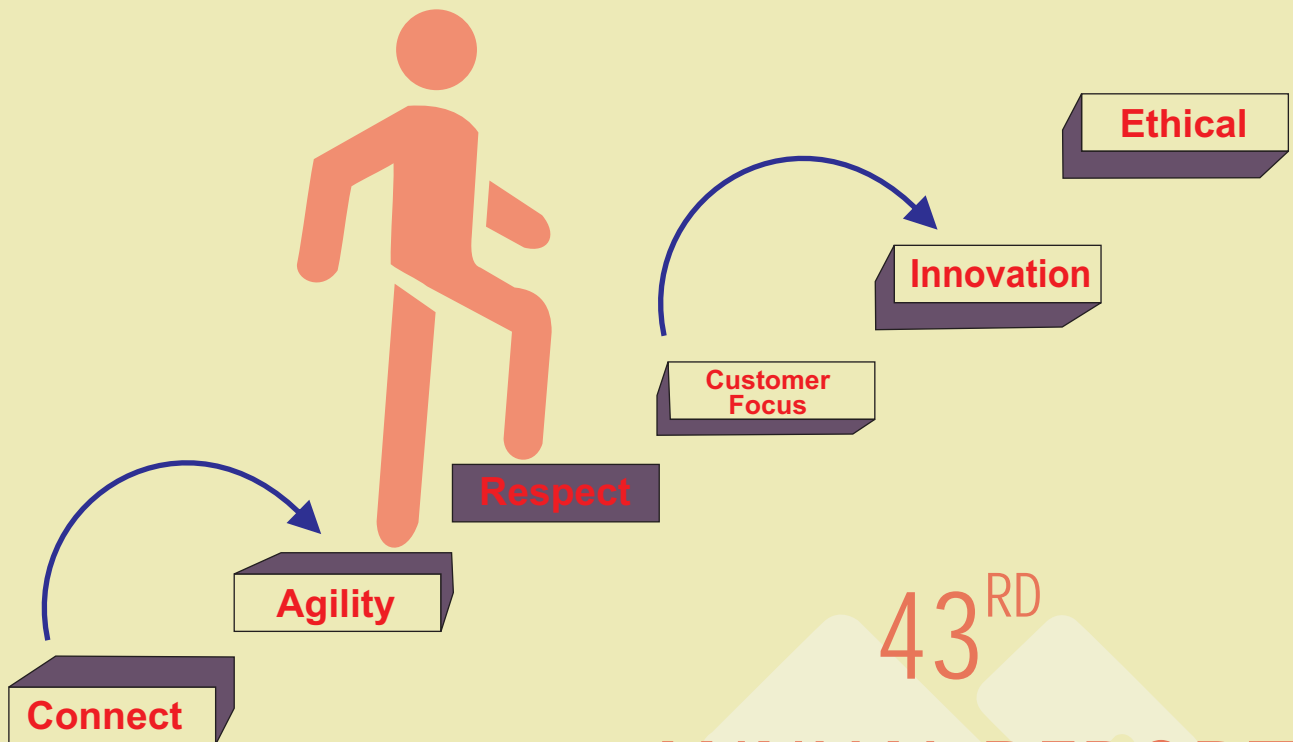 Ethical
Innovation
Customer
Focus
Respect
Agility
Connect
43RD